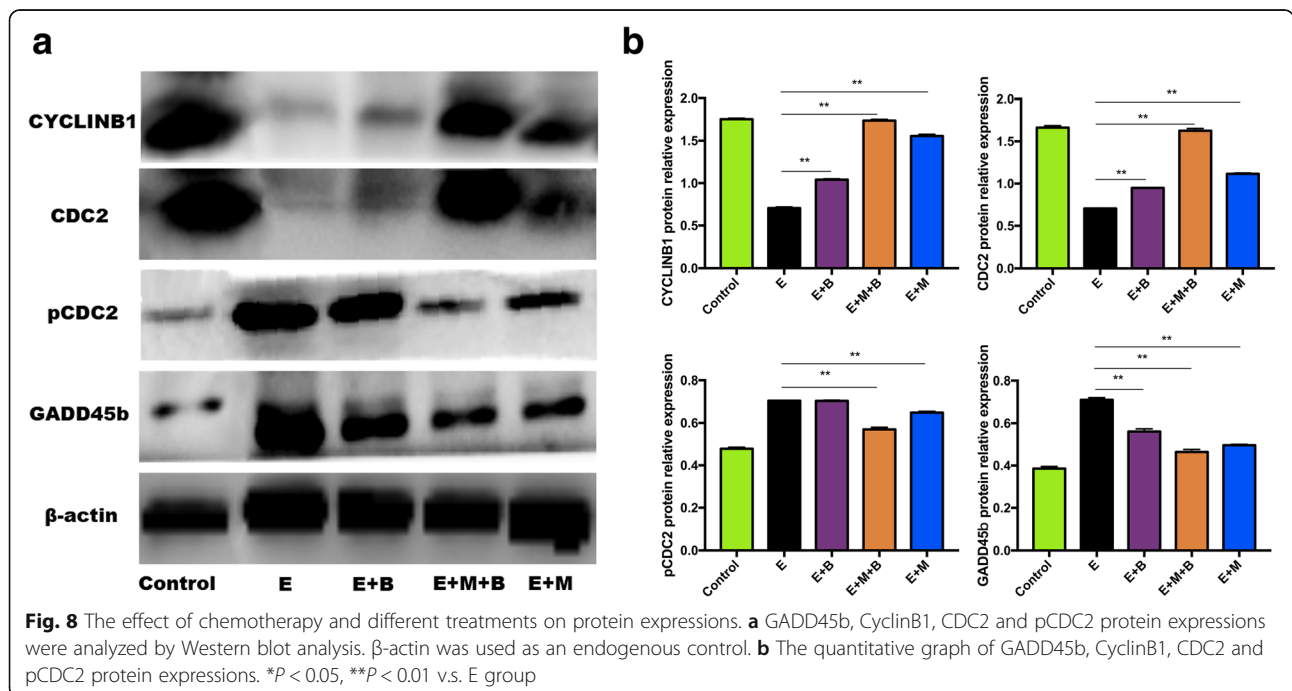 a
CYCLINB1
CDC2
pCDC2
GADD45b
β-actin
Control E E+B E+M+B E+M
b
CYCLINB1 protein relative expression
2.0
1.5
1.0
0.5
0.0
**
**
**
Control E E+B E+M+B E+M
CDC2 protein relative expression
2.0
1.5
1.0
0.5
0.0
**
**
**
Control E E+B E+M+B E+M
pCDC2 protein relative expression
0.8
0.6
0.4
0.2
0.0
**
**
Control E E+B E+M+B E+M
GADD45b protein relative expression
0.8
0.6
0.4
0.2
0.0
**
**
**
Control E E+B E+M+B E+M
Fig. 8 The effect of chemotherapy and different treatments on protein expressions. a GADD45b, CyclinB1, CDC2 and pCDC2 protein expressions
were analyzed by Western blot analysis. β-actin was used as an endogenous control. b The quantitative graph of GADD45b, CyclinB1, CDC2 and
pCDC2 protein expressions. *P < 0.05, **P < 0.01 v.s. E group